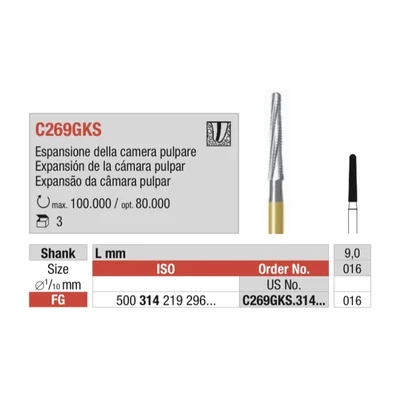 C269GKS
Espansione della camera pulpare
Expansión de la cámara pulpar
Expansão da câmara pulpar
max. 100.000 / opt. 80.000
3
Shank L mm 9,0
Size ISO Order No. 016
Ø 1/10 mm US No.
FG 500 314 219 296... C269GKS.314... 016